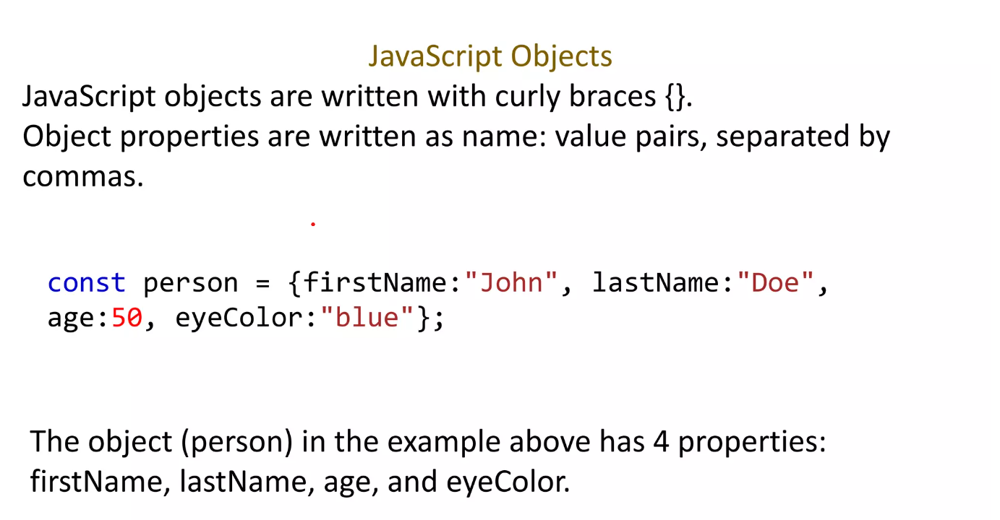 JavaScript Objects
JavaScript objects are written with curly braces {}.
Object properties are written as name: value pairs, separated by
commas.
const person = {firstName:"John", lastName:"Doe",
age:50, eyeColor:"blue"};
The object (person) in the example above has 4 properties:
firstName, lastName, age, and eyeColor.